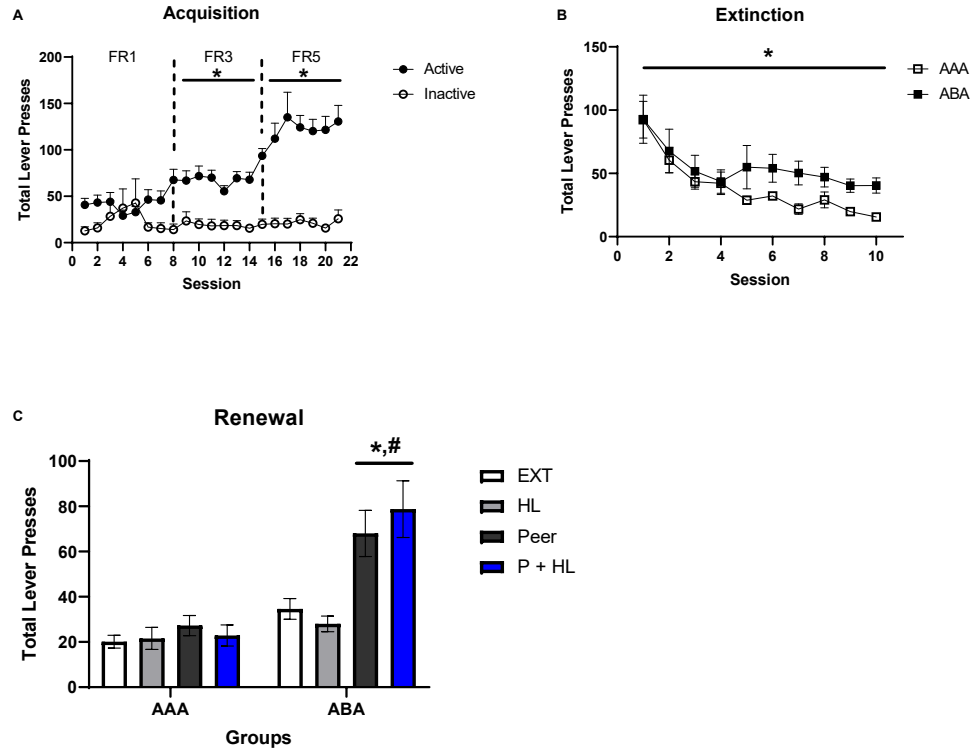 A
Acquisition
FR1 FR3 FR5
* *
200
150
100
50
0
Total Lever Presses
0 2 4 6 8 10 12 14 16 18 20 22
Session
Active
Inactive
B
Extinction
*
150
100
50
0
Total Lever Presses
0 2 4 6 8 10
Session
AAA
ABA
C
Renewal
*,#
100
80
60
40
20
0
Total Lever Presses
AAA ABA
Groups
EXT
HL
Peer
P + HL